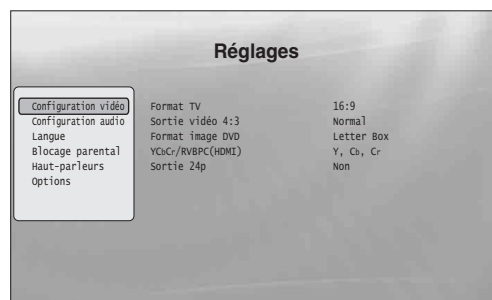 Réglages
Configuration vidéo
Configuration audio
Langue
Blocage parental
Haut-parleurs
Options
Format TV 16:9
Sortie vidéo 4:3 Normal
Format image DVD Letter Box
YCbCr/RVBPC(HDMI) Y, Cb, Cr
Sortie 24p Non